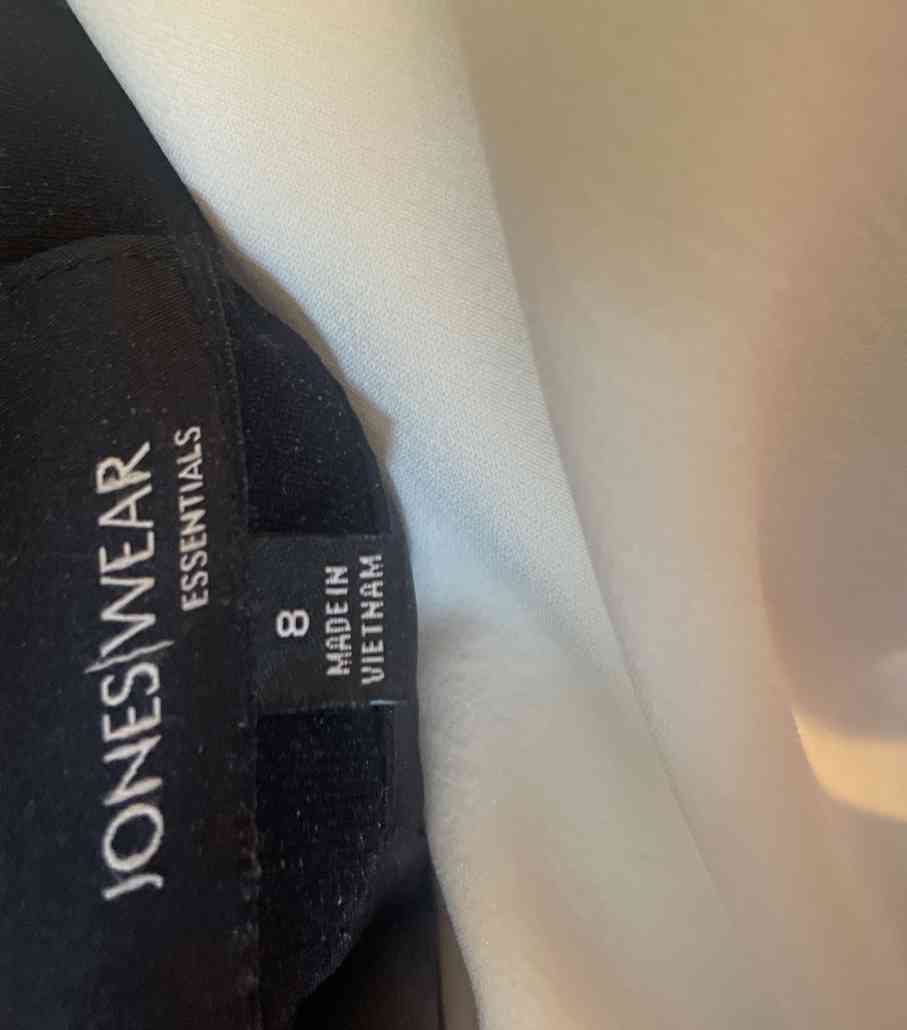 JONES|WEAR
ESSENTIALS
8
MADE IN
VIETNAM